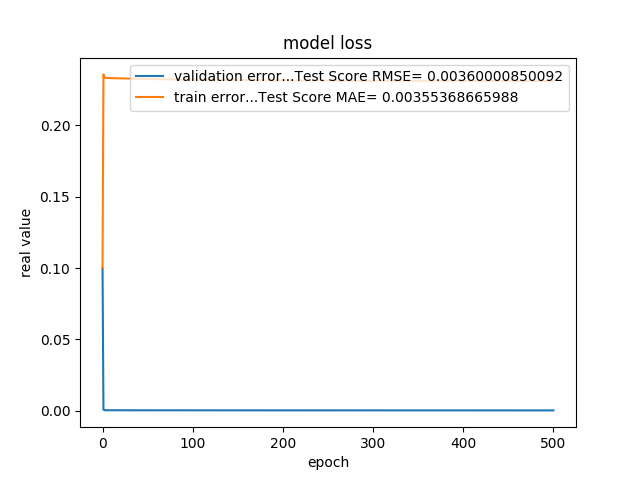 model loss
validation error...Test Score RMSE= 0.00360000850092
train error...Test Score MAE= 0.00355368665988
0.20
0.15
0.10
0.05
0.00
real value
0 100 200 300 400 500
epoch